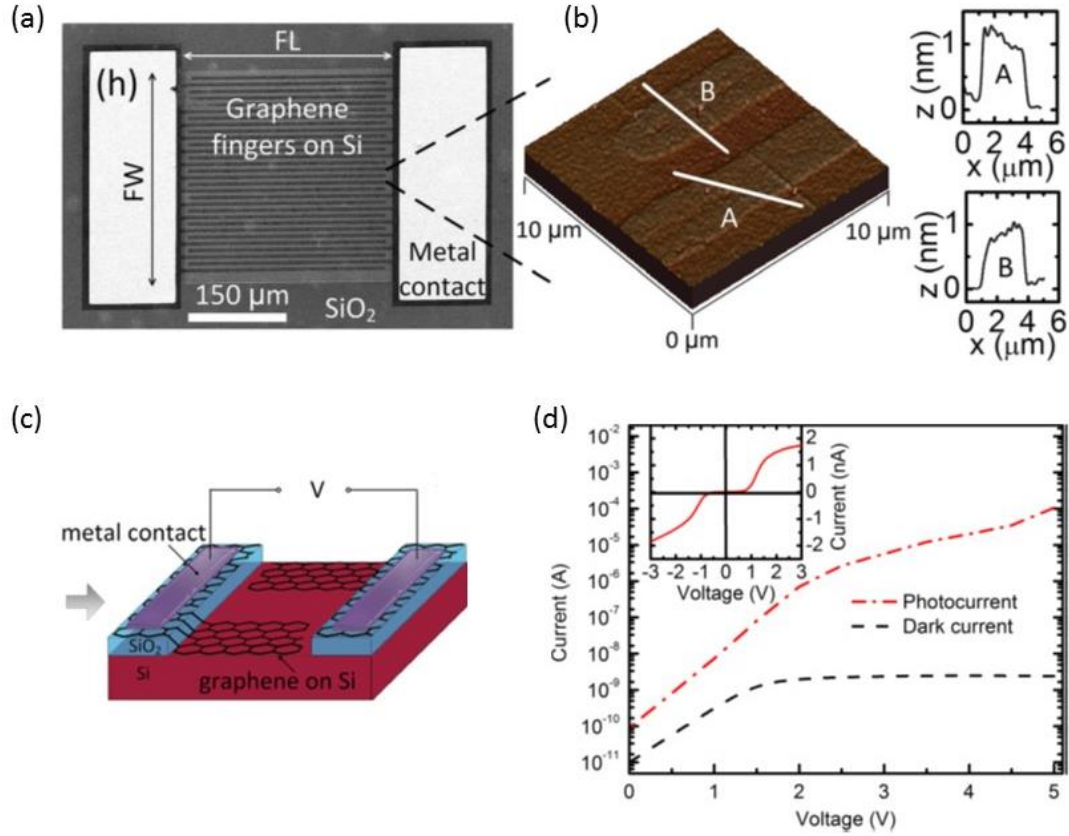 (a)
FL
(h)
Graphene
fingers on Si
FW
Metal
contact
150 µm
SiO2
(b)
B
A
10 µm
10 µm
0 µm
z (nm)
1
0
A
0 2 4 6
x (µm)
z (nm)
1
0
B
0 2 4 6
x (µm)
(c)
V
metal contact
SiO2
Si
graphene on Si
(d)
10-2
10-3
10-4
10-5
10-6
10-7
10-8
10-9
10-10
10-11
Current (A)
0 1 2 3 4 5
Voltage (V)
2
1
0
-1
-2
Current (nA)
-3 -2 -1 0 1 2 3
Voltage (V)
Photocurrent
Dark current